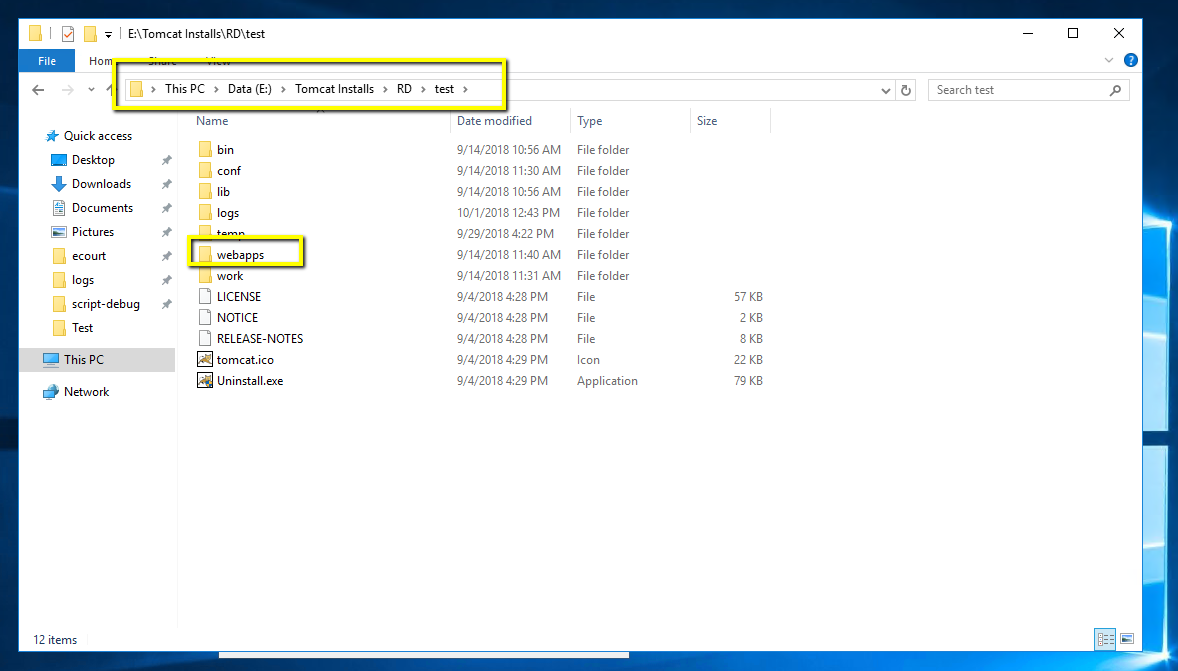 E:\Tomcat Installs\RD\test
File Home Share View
This PC Data (E:) Tomcat Installs RD test Search test
Name Date modified Type Size
Quick access
Desktop
Downloads
Documents
Pictures
ecourt
logs
script-debug
Test
This PC
Network
bin 9/14/2018 10:56 AM File folder
conf 9/14/2018 11:30 AM File folder
lib 9/14/2018 10:56 AM File folder
logs 10/1/2018 12:43 PM File folder
temp 9/29/2018 4:22 PM File folder
webapps 9/14/2018 11:40 AM File folder
work 9/14/2018 11:31 AM File folder
LICENSE 9/4/2018 4:28 PM File 57 KB
NOTICE 9/4/2018 4:28 PM File 2 KB
RELEASE-NOTES 9/4/2018 4:28 PM File 8 KB
tomcat.ico 9/4/2018 4:29 PM Icon 22 KB
Uninstall.exe 9/4/2018 4:29 PM Application 79 KB
12 items